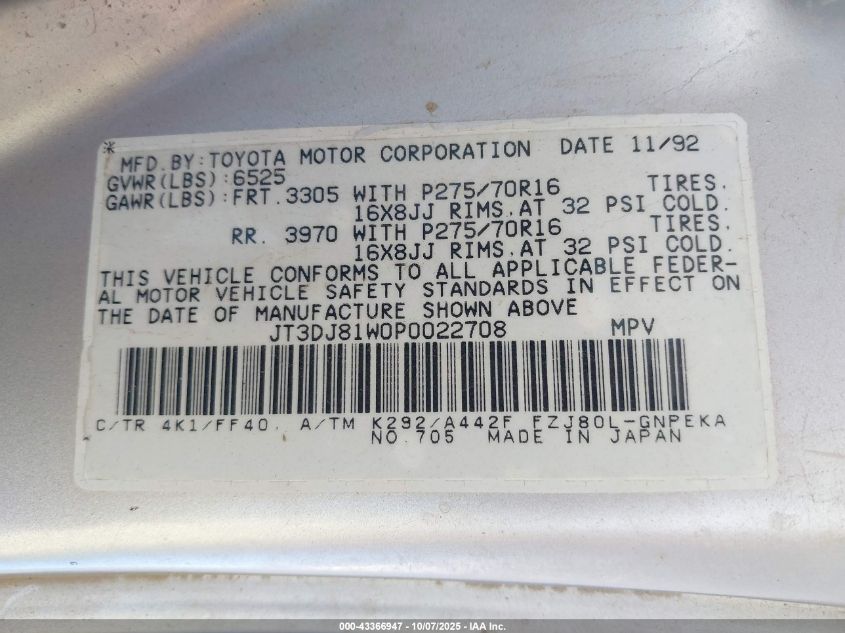 *
MFD. BY: TOYOTA MOTOR CORPORATION DATE 11/92
GVWR(LBS):6525
GAWR(LBS):FRT. 3305 WITH P275/70R16 TIRES.
16X8JJ RIMS.AT 32 PSI COLD.
RR. 3970 WITH P275/70R16 TIRES.
16X8JJ RIMS.AT 32 PSI COLD.
THIS VEHICLE CONFORMS TO ALL APPLICABLE FEDER-
AL MOTOR VEHICLE SAFETY STANDARDS IN EFFECT ON
THE DATE OF MANUFACTURE SHOWN ABOVE
JT3DJ81W0P0022708 MPV
C/TR 4K1/FF40. A/TM K292/A442F FZJ80L-GNPEKA
NO.705 MADE IN JAPAN
000-43366947 - 10/07/2025 - IAA Inc.